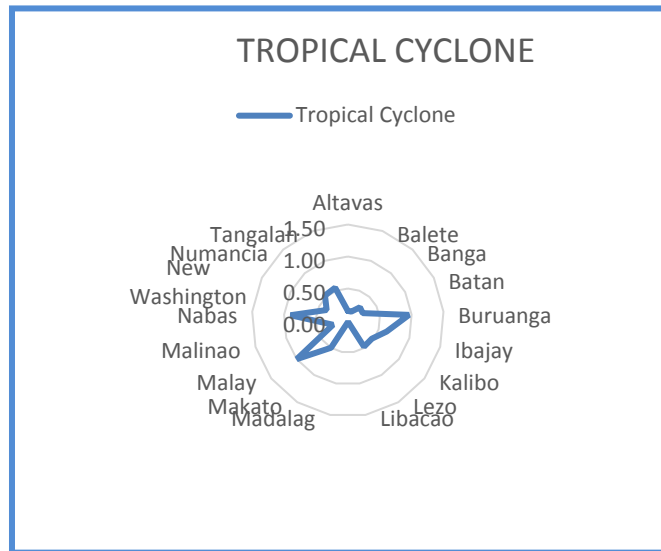 TROPICAL CYCLONE
Tropical Cyclone
Altavas
Balete
Banga
Batan
Buruanga
Ibajay
Kalibo
Lezo
Libacao
Madalag
Makato
Malay
Malinao
Nabas
New
Washington
Numancia
Tangalan
1.50
1.00
0.50
0.00